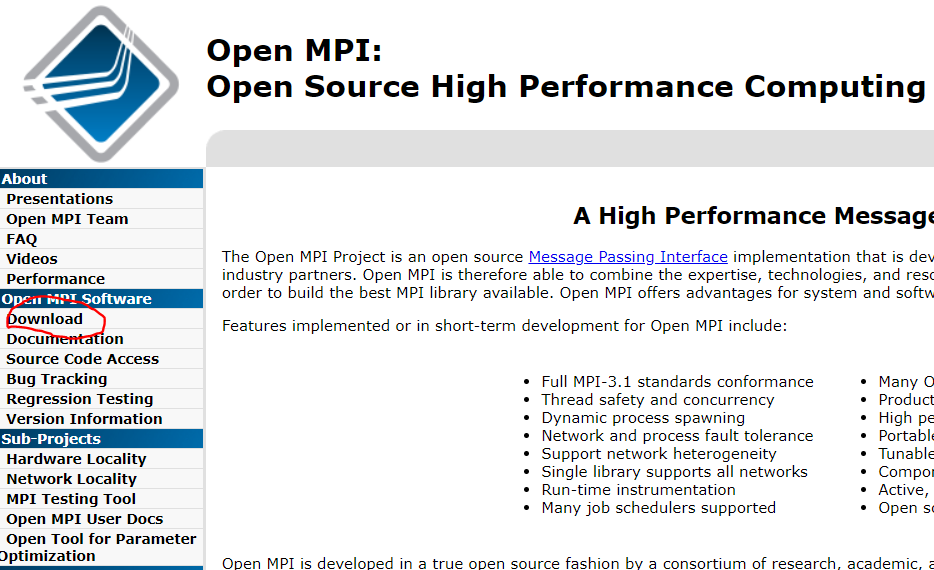 Open MPI:
Open Source High Performance Computing
About
Presentations
Open MPI Team
FAQ
Videos
Performance
Open MPI Software
Download
Documentation
Source Code Access
Bug Tracking
Regression Testing
Version Information
Sub-Projects
Hardware Locality
Network Locality
MPI Testing Tool
Open MPI User Docs
Open Tool for Parameter
Optimization
A High Performance Message
The Open MPI Project is an open source Message Passing Interface implementation that is dev
industry partners. Open MPI is therefore able to combine the expertise, technologies, and reso
order to build the best MPI library available. Open MPI offers advantages for system and softw
Features implemented or in short-term development for Open MPI include:
• Full MPI-3.1 standards conformance
• Thread safety and concurrency
• Dynamic process spawning
• Network and process fault tolerance
• Support network heterogeneity
• Single library supports all networks
• Run-time instrumentation
• Many job schedulers supported
• Many O
• Product
• High pe
• Portable
• Tunable
• Compon
• Active,
• Open so
Open MPI is developed in a true open source fashion by a consortium of research, academic, a